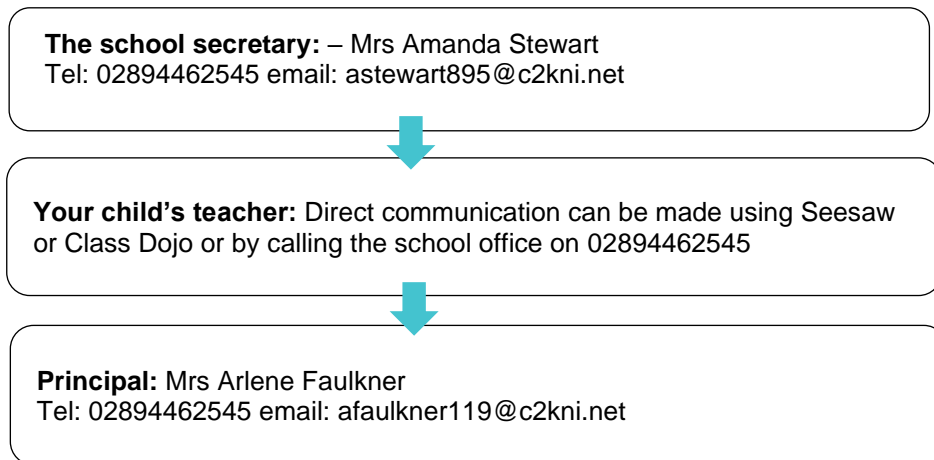 The school secretary: – Mrs Amanda Stewart
Tel: 02894462545 email: astewart895@c2kni.net
Your child's teacher: Direct communication can be made using Seesaw
or Class Dojo or by calling the school office on 02894462545
Principal: Mrs Arlene Faulkner
Tel: 02894462545 email: afaulkner119@c2kni.net